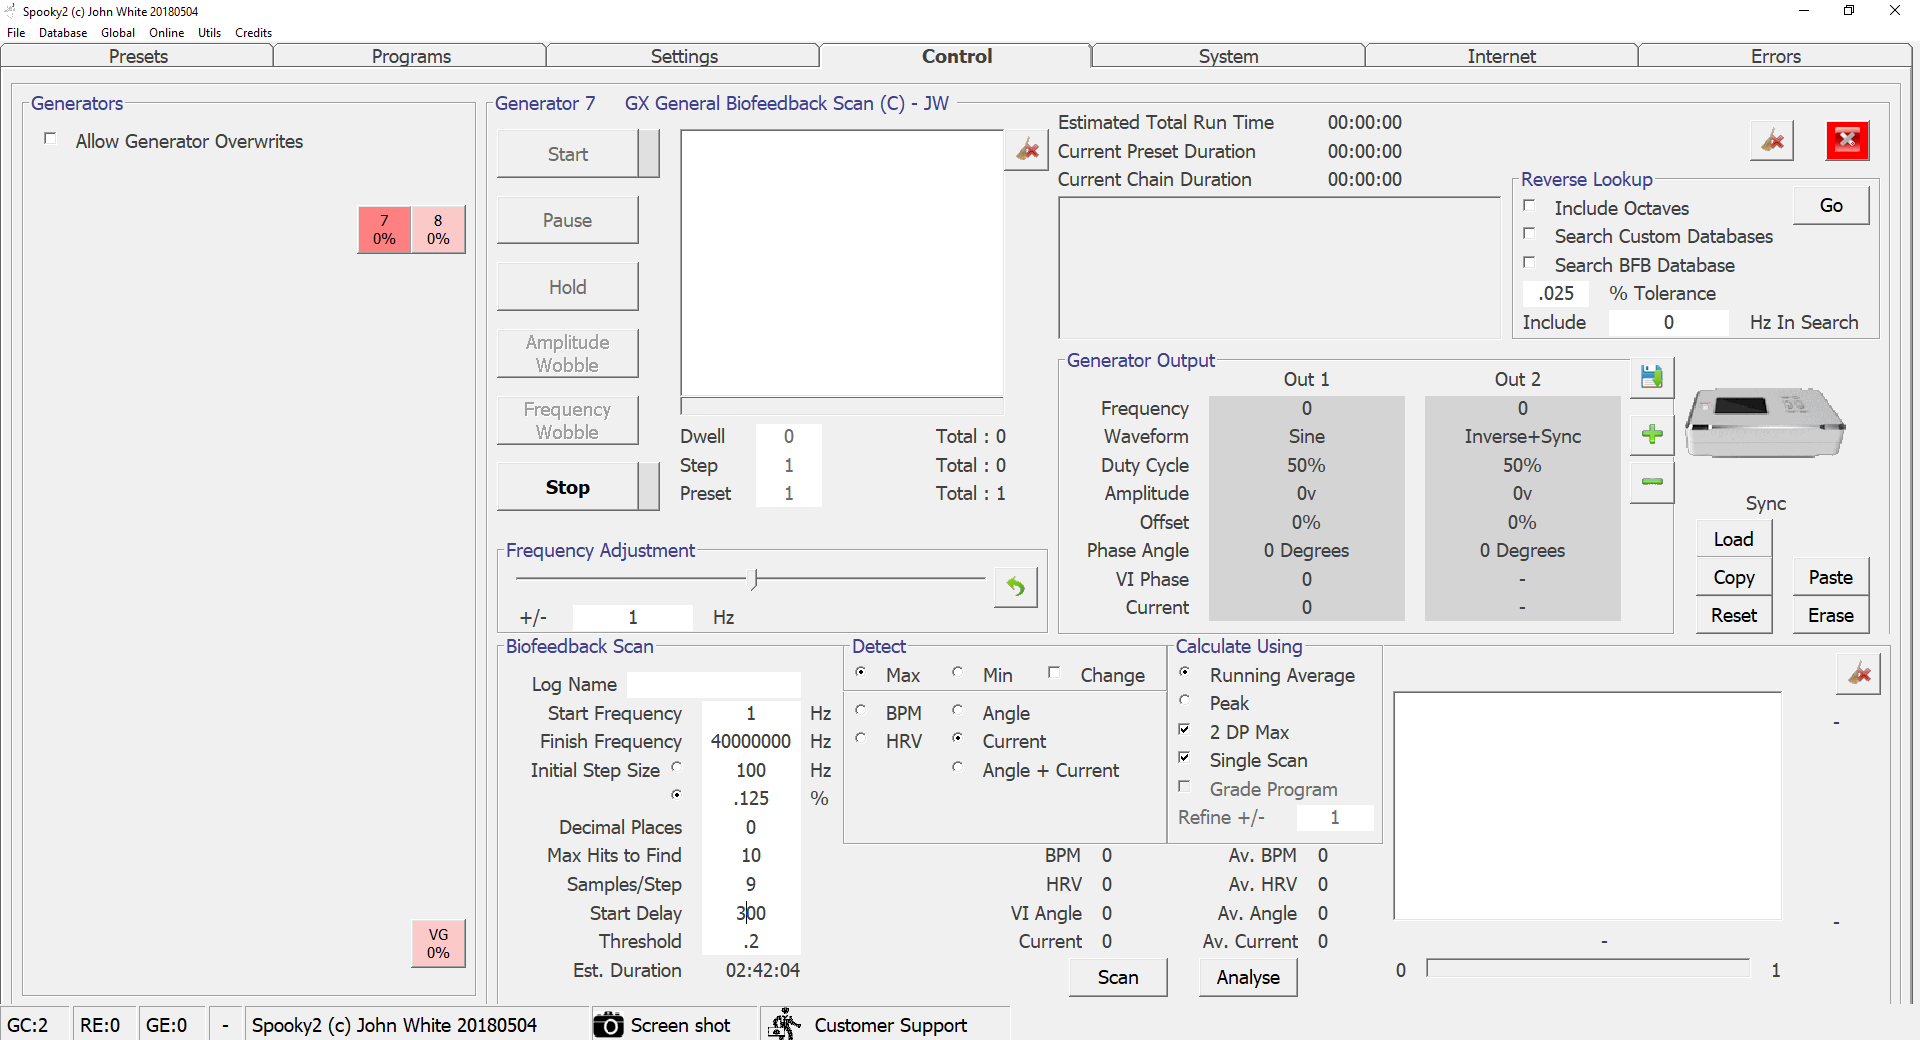 Spooky2 (c) John White 20180504
File Database Global Online Utils Credits
Presets Programs Settings Control System Internet Errors
Generators
Allow Generator Overwrites
7
0%
8
0%
VG
0%
Generator 7 GX General Biofeedback Scan (C) - JW
Start
Pause
Hold
Amplitude
Wobble
Frequency
Wobble
Stop
Dwell 0 Total : 0
Step 1 Total : 0
Preset 1 Total : 1
Estimated Total Run Time 00:00:00
Current Preset Duration 00:00:00
Current Chain Duration 00:00:00
Reverse Lookup
Go
Include Octaves
Search Custom Databases
Search BFB Database
.025 % Tolerance
Include 0 Hz In Search
Generator Output
Out 1 Out 2
Frequency 0 0
Waveform Sine Inverse+Sync
Duty Cycle 50% 50%
Amplitude 0v 0v
Offset 0% 0%
Phase Angle 0 Degrees 0 Degrees
VI Phase 0 -
Current 0 -
Sync
Load
Copy Paste
Reset Erase
Frequency Adjustment
+/- 1 Hz
Biofeedback Scan
Log Name
Start Frequency 1 Hz
Finish Frequency 40000000 Hz
Initial Step Size 100 Hz
.125 %
Decimal Places 0
Max Hits to Find 10
Samples/Step 9
Start Delay 300
Threshold .2
Est. Duration 02:42:04
Detect
Max Min Change
BPM Angle
HRV Current
Angle + Current
Calculate Using
Running Average
Peak
2 DP Max
Single Scan
Grade Program
Refine +/- 1
BPM 0 Av. BPM 0
HRV 0 Av. HRV 0
VI Angle 0 Av. Angle 0
Current 0 Av. Current 0
Scan Analyse
-
-
-
0 1
GC:2 RE:0 GE:0 - Spooky2 (c) John White 20180504 Screen shot Customer Support